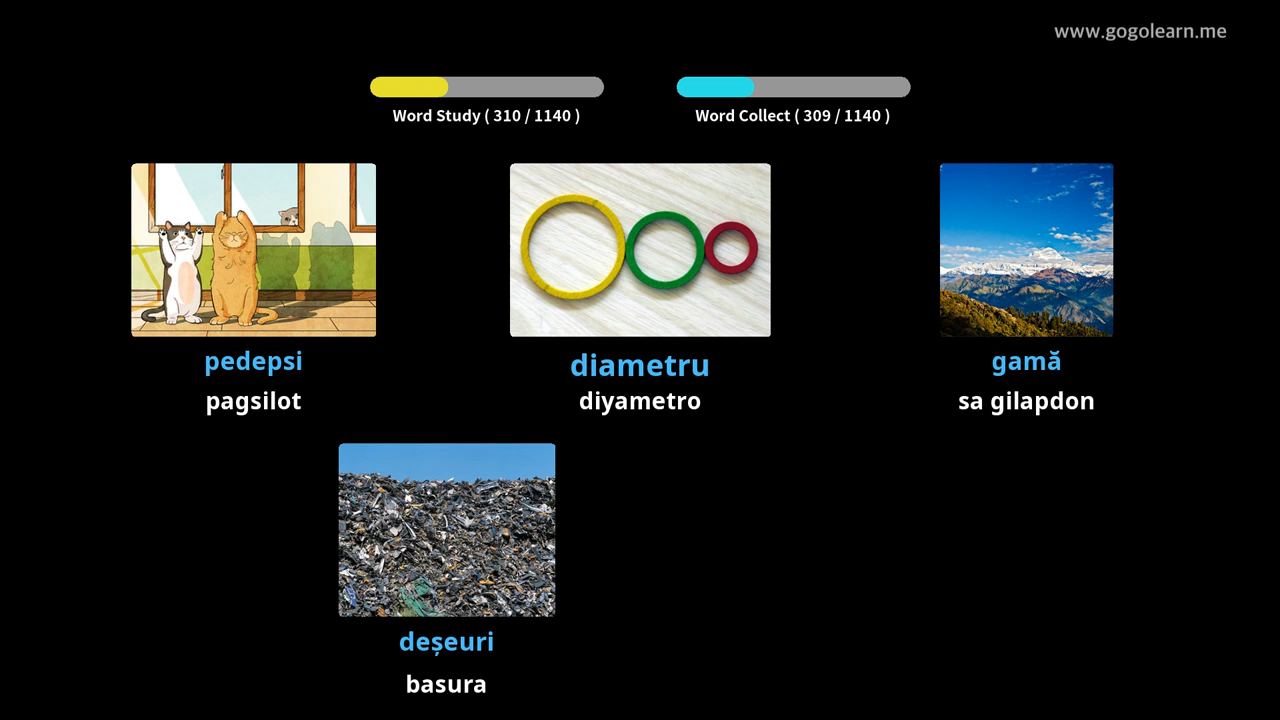 www.gogolearn.me
Word Study ( 310 / 1140 )
Word Collect ( 309 / 1140 )
pedepsi
pagsilot
diametru
diyametro
gamă
sa gilapdon
deșeuri
basura